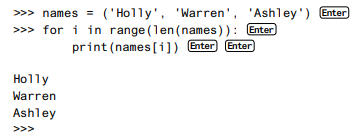 >>> names = ('Holly', 'Warren', 'Ashley') Enter
>>> for i in range(len(names)): Enter
        print(names[i]) Enter Enter
Holly
Warren
Ashley
>>>